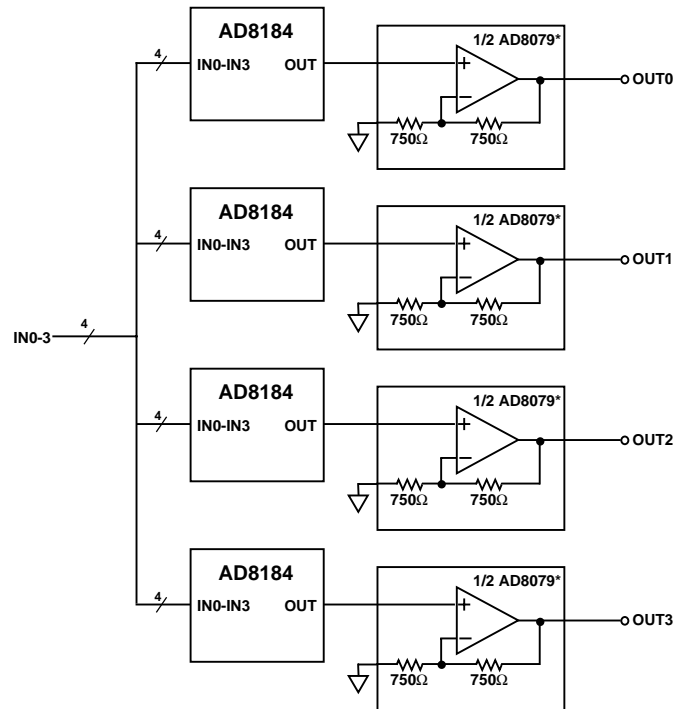 AD8184
1/2 AD8079*
4
IN0-IN3 OUT
+
−
OUT0
750Ω 750Ω
AD8184
1/2 AD8079*
4
IN0-IN3 OUT
+
−
OUT1
750Ω 750Ω
4
IN0-3
AD8184
1/2 AD8079*
4
IN0-IN3 OUT
+
−
OUT2
750Ω 750Ω
AD8184
1/2 AD8079*
4
IN0-IN3 OUT
+
−
OUT3
750Ω 750Ω